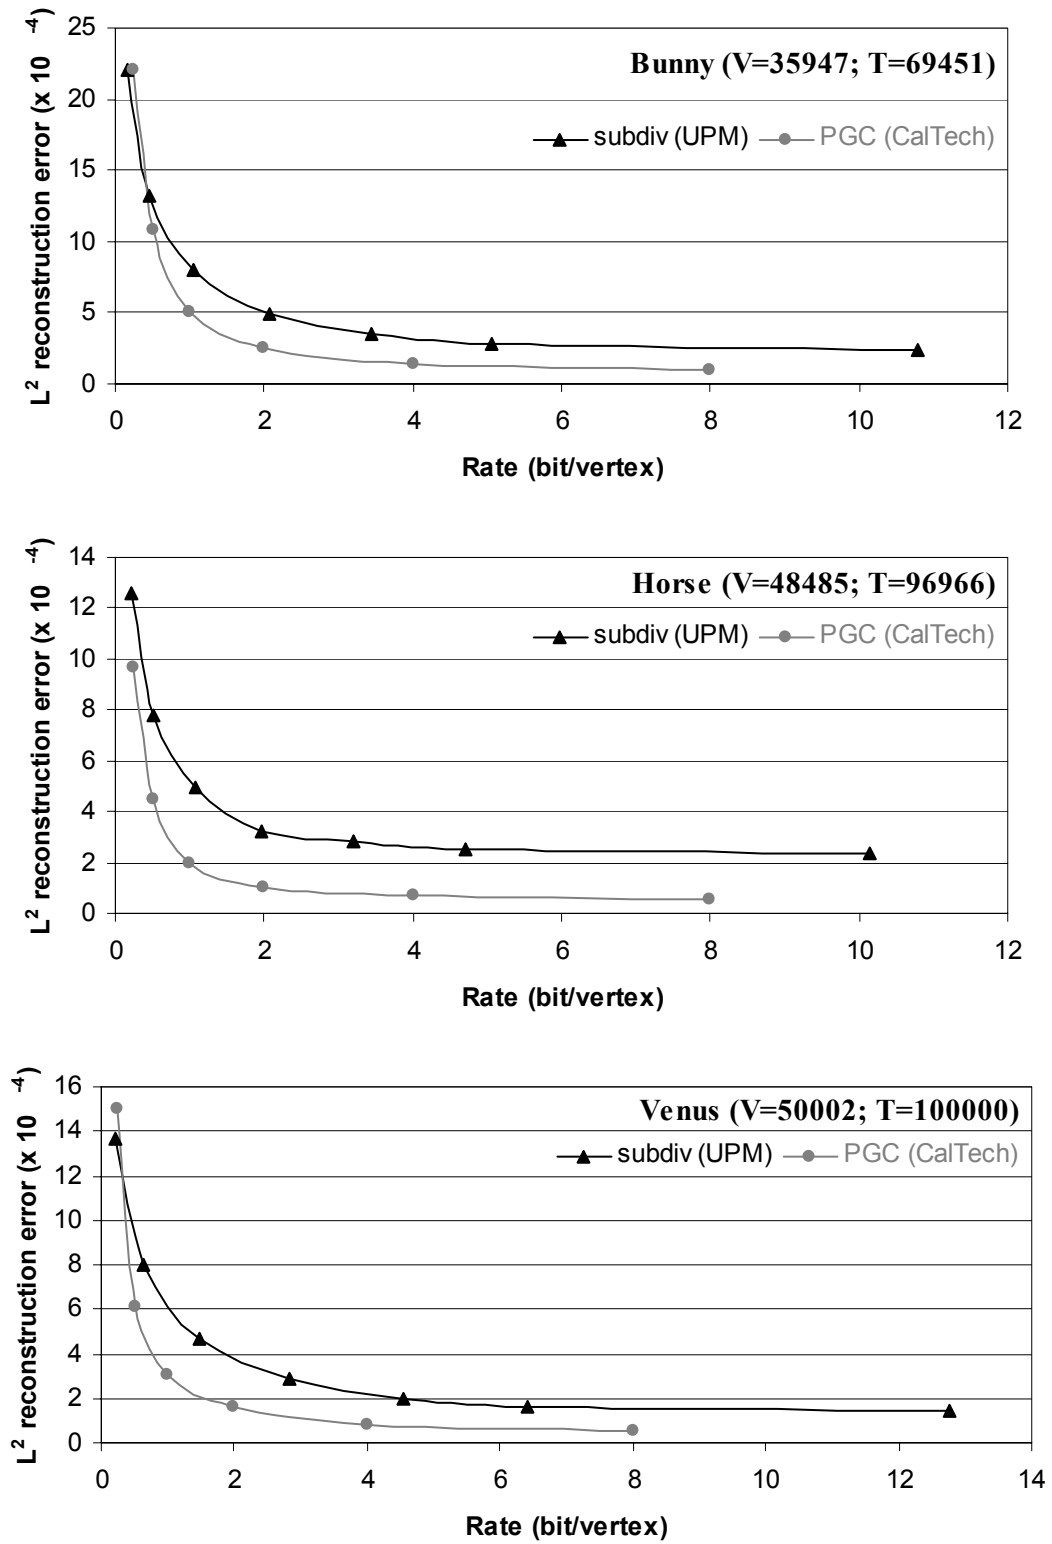 L² reconstruction error (x 10 ⁻⁴)
25
20
15
10
5
0
Bunny (V=35947; T=69451)
subdiv (UPM) PGC (CalTech)
0 2 4 6 8 10 12
Rate (bit/vertex)
L² reconstruction error (x 10 ⁻⁴)
14
12
10
8
6
4
2
0
Horse (V=48485; T=96966)
subdiv (UPM) PGC (CalTech)
0 2 4 6 8 10 12
Rate (bit/vertex)
L² reconstruction error (x 10 ⁻⁴)
16
14
12
10
8
6
4
2
0
Venus (V=50002; T=100000)
subdiv (UPM) PGC (CalTech)
0 2 4 6 8 10 12 14
Rate (bit/vertex)